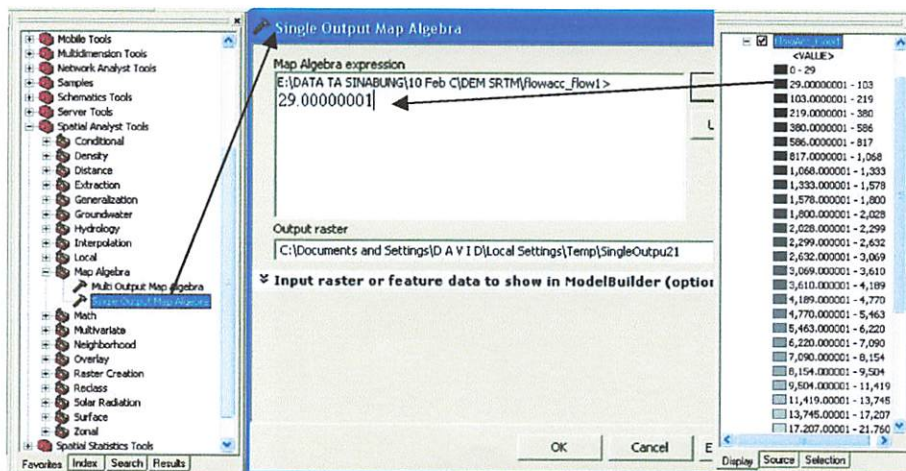 Mobile Tools
Multidimension Tools
Network Analyst Tools
Samples
Schematics Tools
Server Tools
Spatial Analyst Tools
Conditional
Density
Distance
Extraction
Generalization
Groundwater
Hydrology
Interpolation
Local
Map Algebra
Multi Output Map Algebra
Single Output Map Algebra
Math
Multivariate
Neighborhood
Overlay
Raster Creation
Reclass
Solar Radiation
Surface
Zonal
Spatial Statistics Tools
Favorites Index Search Results
Single Output Map Algebra
Map Algebra expression
E:\DATA TA SINABUNG\10 Feb C\DEM SRTM\flowacc_flow1 >
29.00000001
Output raster
C:\Documents and Settings\D A V I D\Local Settings\Temp\SingleOutpu21
Input raster or feature data to show in ModelBuilder (optio
OK Cancel E
<VALUE>
0 - 29
29.00000001 - 103
103.0000001 - 219
219.0000001 - 380
380.0000001 - 586
586.0000001 - 817
817.0000001 - 1,068
1,068.000001 - 1,333
1,333.000001 - 1,578
1,578.000001 - 1,800
1,800.000001 - 2,028
2,028.000001 - 2,299
2,299.000001 - 2,632
2,632.000001 - 3,069
3,069.000001 - 3,610
3,610.000001 - 4,189
4,189.000001 - 4,770
4,770.000001 - 5,463
5,463.000001 - 6,220
6,220.000001 - 7,090
7,090.000001 - 8,154
8,154.000001 - 9,504
9,504.000001 - 11,419
11,419.00001 - 13,745
13,745.00001 - 17,207
17,207.00001 - 21,760
Display Source Selection